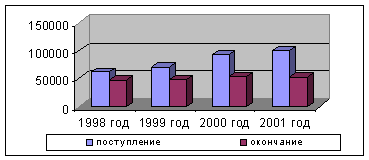 150000
100000
50000
0
1998 год 1999 год 2000 год 2001 год
поступление окончание